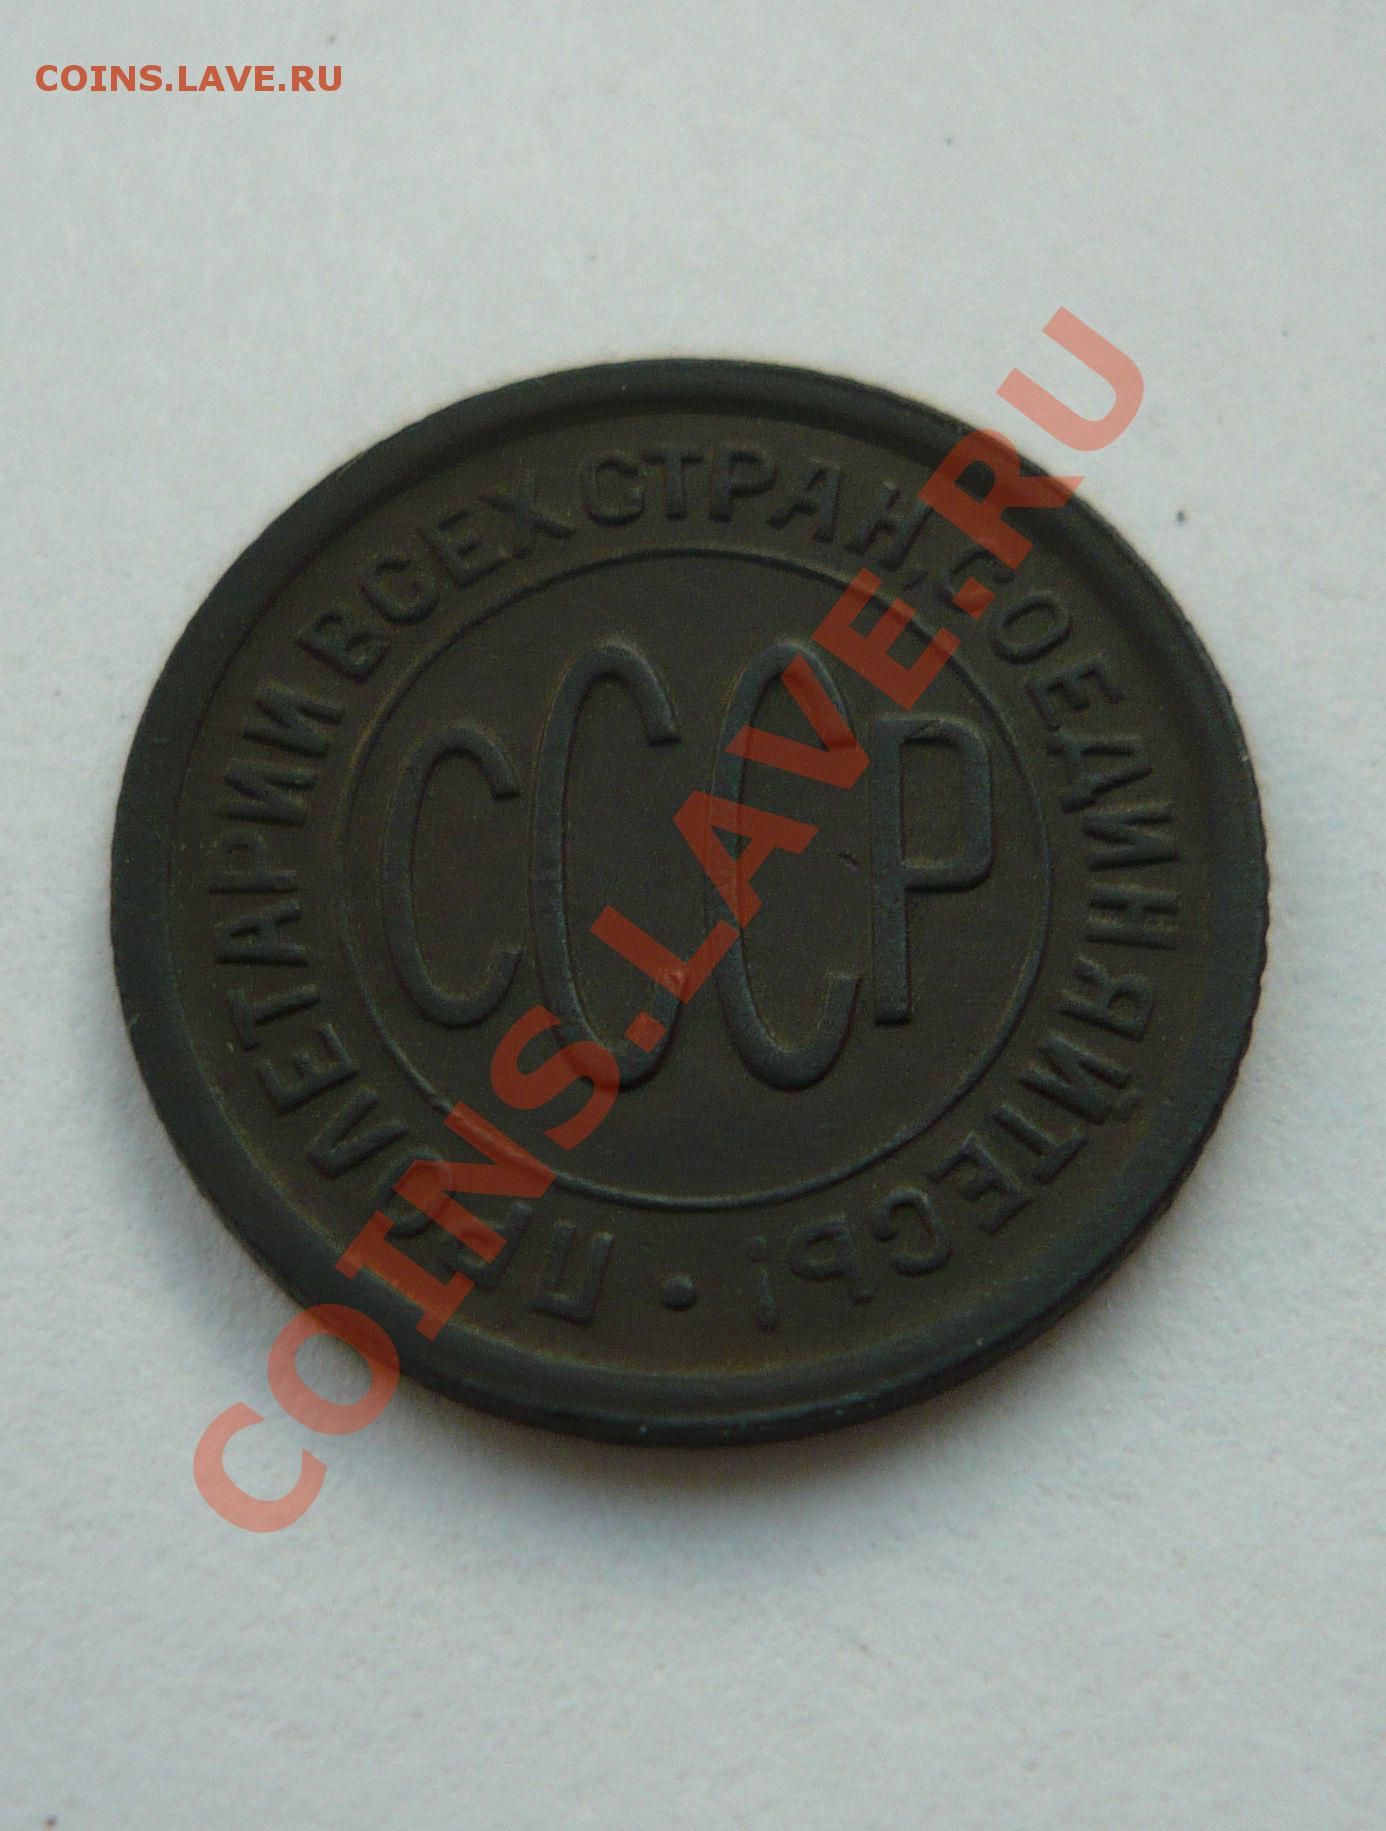 COINS.LAVE.RU
ПРОЛЕТАРИИ ВСЕХ СТРАН, СОЕДИНЯЙТЕСЬ! •
СССР
COINS.LAVE.RU